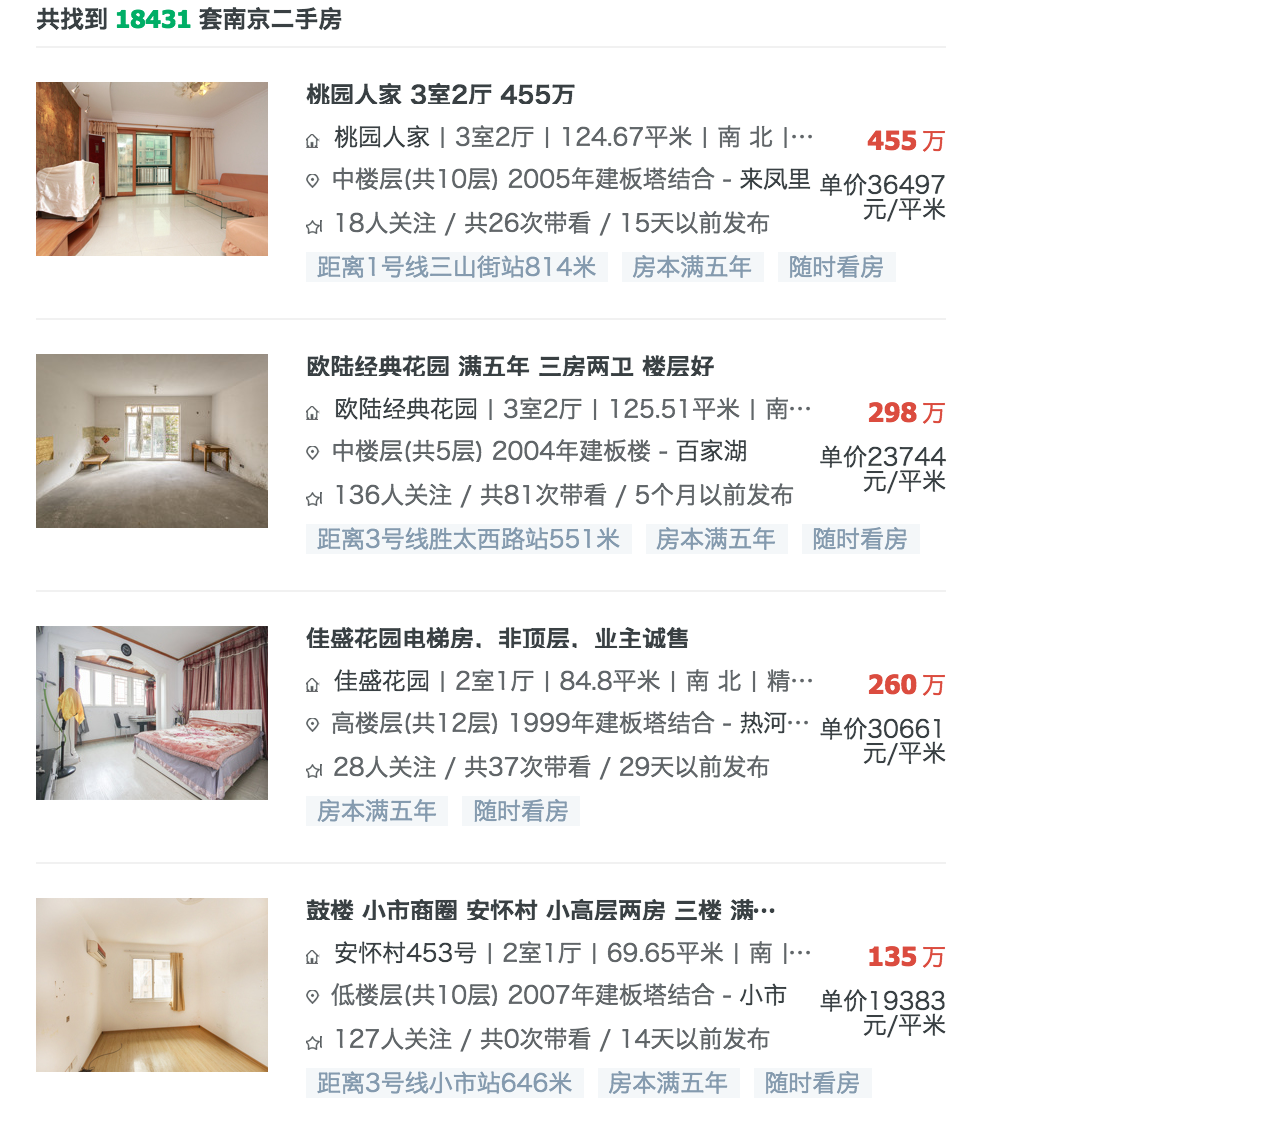 共找到 18431 套南京二手房
桃园人家 3室2厅 455万
桃园人家 | 3室2厅 | 124.67平米 | 南 北 |…
455 万
中楼层(共10层) 2005年建板塔结合 - 来凤里
单价36497
元/平米
18人关注 / 共26次带看 / 15天以前发布
距离1号线三山街站814米 房本满五年 随时看房
欧陆经典花园 满五年 三房两卫 楼层好
欧陆经典花园 | 3室2厅 | 125.51平米 | 南…
298 万
中楼层(共5层) 2004年建板楼 - 百家湖
单价23744
元/平米
136人关注 / 共81次带看 / 5个月以前发布
距离3号线胜太西路站551米 房本满五年 随时看房
佳盛花园电梯房，非顶层，业主诚售
佳盛花园 | 2室1厅 | 84.8平米 | 南 北 | 精…
260 万
高楼层(共12层) 1999年建板塔结合 - 热河…
单价30661
元/平米
28人关注 / 共37次带看 / 29天以前发布
房本满五年 随时看房
鼓楼 小市商圈 安怀村 小高层两房 三楼 满…
安怀村453号 | 2室1厅 | 69.65平米 | 南 |…
135 万
低楼层(共10层) 2007年建板塔结合 - 小市
单价19383
元/平米
127人关注 / 共0次带看 / 14天以前发布
距离3号线小市站646米 房本满五年 随时看房